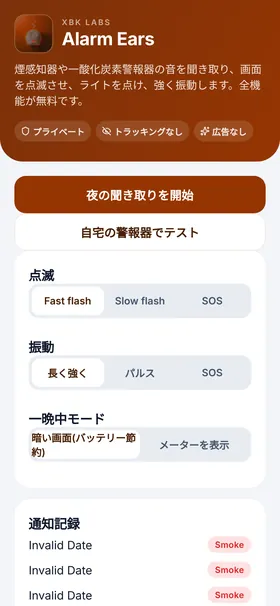 XBK LABS
Alarm Ears
煙感知器や一酸化炭素警報器の音を聞き取り、画面
を点滅させ、ライトを点け、強く振動します。全機
能が無料です。
プライベート
トラッキングなし
広告なし
夜の聞き取りを開始
自宅の警報器でテスト
点滅
Fast flash
Slow flash
SOS
振動
長く強く
パルス
SOS
一晩中モード
暗い画面(バッテリー節
約)
メーターを表示
通知記録
Invalid Date
Smoke
Invalid Date
Smoke
Invalid Date
Smoke